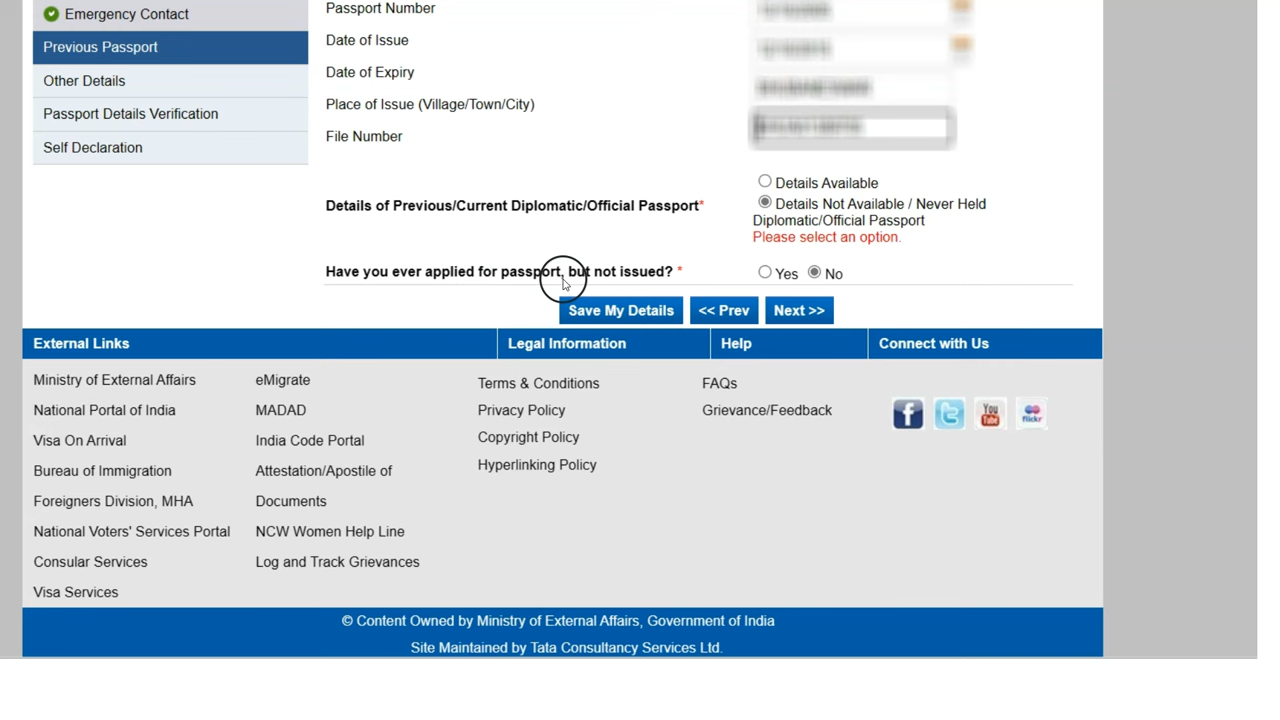 Emergency Contact
Previous Passport
Other Details
Passport Details Verification
Self Declaration
Passport Number
Date of Issue
Date of Expiry
Place of Issue (Village/Town/City)
File Number
Details of Previous/Current Diplomatic/Official Passport*
Details Available
Details Not Available / Never Held
Diplomatic/Official Passport
Please select an option.
Have you ever applied for passport, but not issued? *
Yes No
Save My Details << Prev Next >>
External Links
Ministry of External Affairs
National Portal of India
Visa On Arrival
Bureau of Immigration
Foreigners Division, MHA
National Voters' Services Portal
Consular Services
Visa Services
eMigrate
MADAD
India Code Portal
Attestation/Apostile of
Documents
NCW Women Help Line
Log and Track Grievances
Legal Information
Terms & Conditions
Privacy Policy
Copyright Policy
Hyperlinking Policy
Help
FAQs
Grievance/Feedback
Connect with Us
You
Tube
flickr
© Content Owned by Ministry of External Affairs, Government of India
Site Maintained by Tata Consultancy Services Ltd.